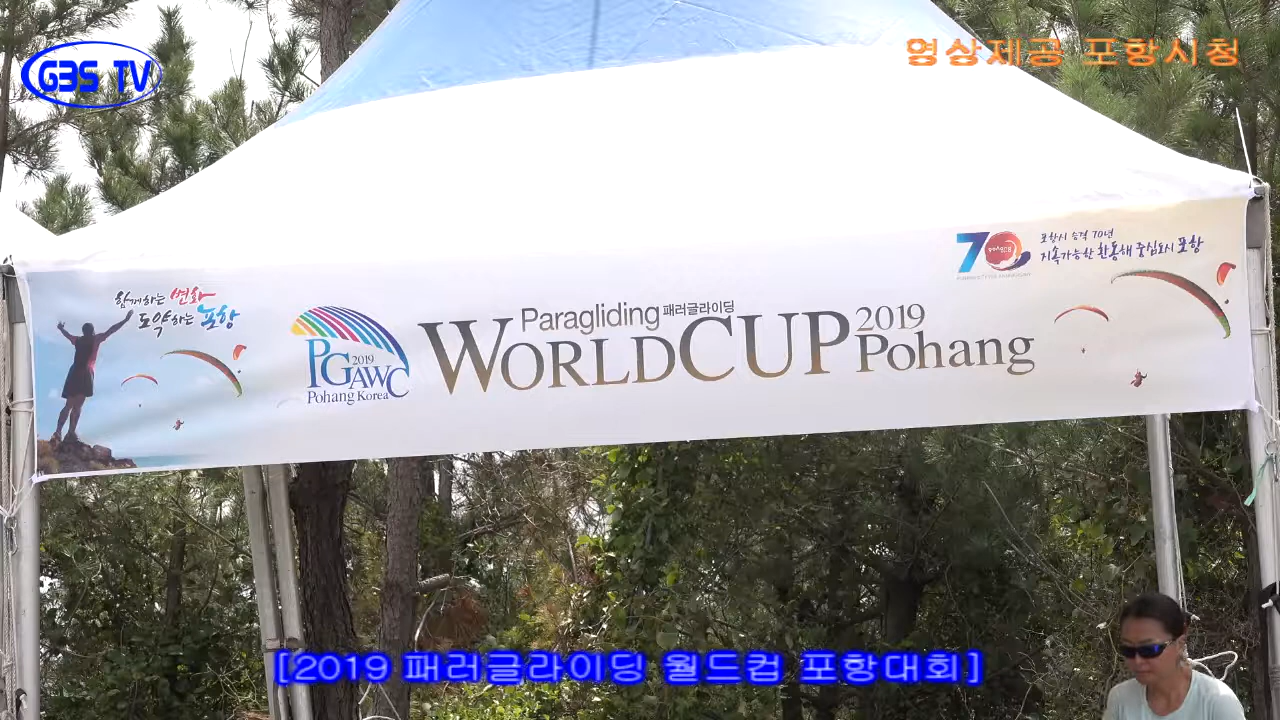 GBS TV
영상제공 포항시청
함께하는 변화
도약하는 포항
PGAWC
2019
Pohang Korea
Paragliding 패러글라이딩
WORLDCUP
2019
Pohang
70
포항시 승격 70년
지속가능한 환동해 중심도시 포항
[2019 패러글라이딩 월드컵 포항대회]